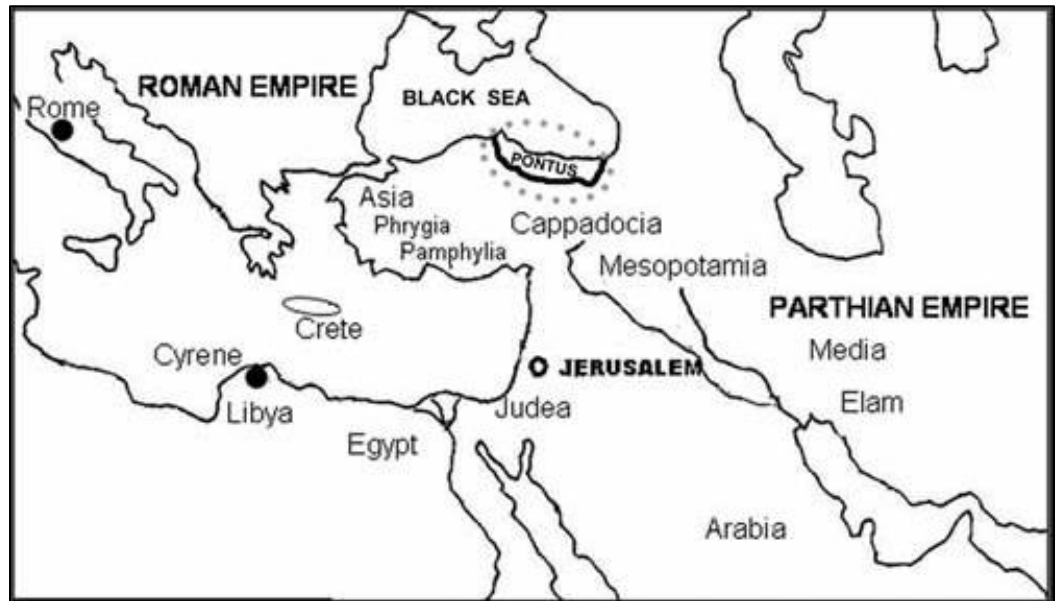 ROMAN EMPIRE
BLACK SEA
Rome
PONTUS
Asia
Phrygia
Pamphylia
Cappadocia
Mesopotamia
PARTHIAN EMPIRE
Crete
Media
Cyrene
JERUSALEM
Elam
Libya
Judea
Egypt
Arabia